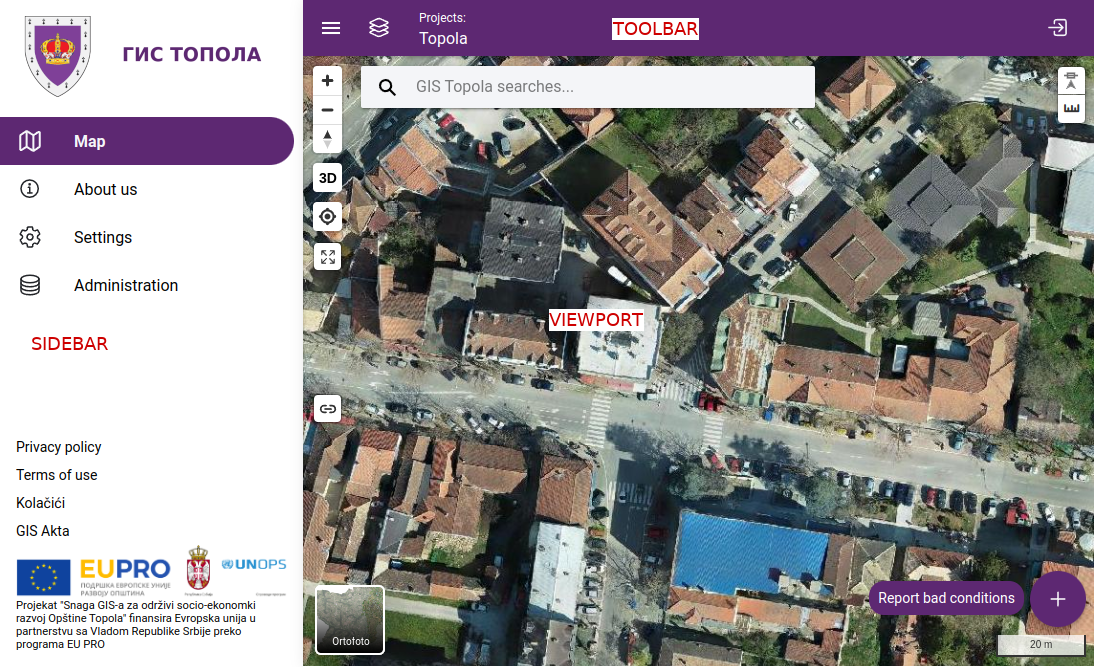 ГИС ТОПОЛА
Map
About us
Settings
Administration
SIDEBAR
Privacy policy
Terms of use
Kolačići
GIS Akta
EUPRO
ПОДРШКА ЕВРОПСКЕ УНИЈЕ
РАЗВОЈУ ОПШТИНА
UNOPS
Projekat "Snaga GIS-a za održivi socio-ekonomki
razvoj Opštine Topola" finansira Evropska unija u
partnerstvu sa Vladom Republike Srbije preko
programa EU PRO
Projects:
Topola
TOOLBAR
GIS Topola searches...
3D
VIEWPORT
Ortofoto
Report bad conditions
20 m